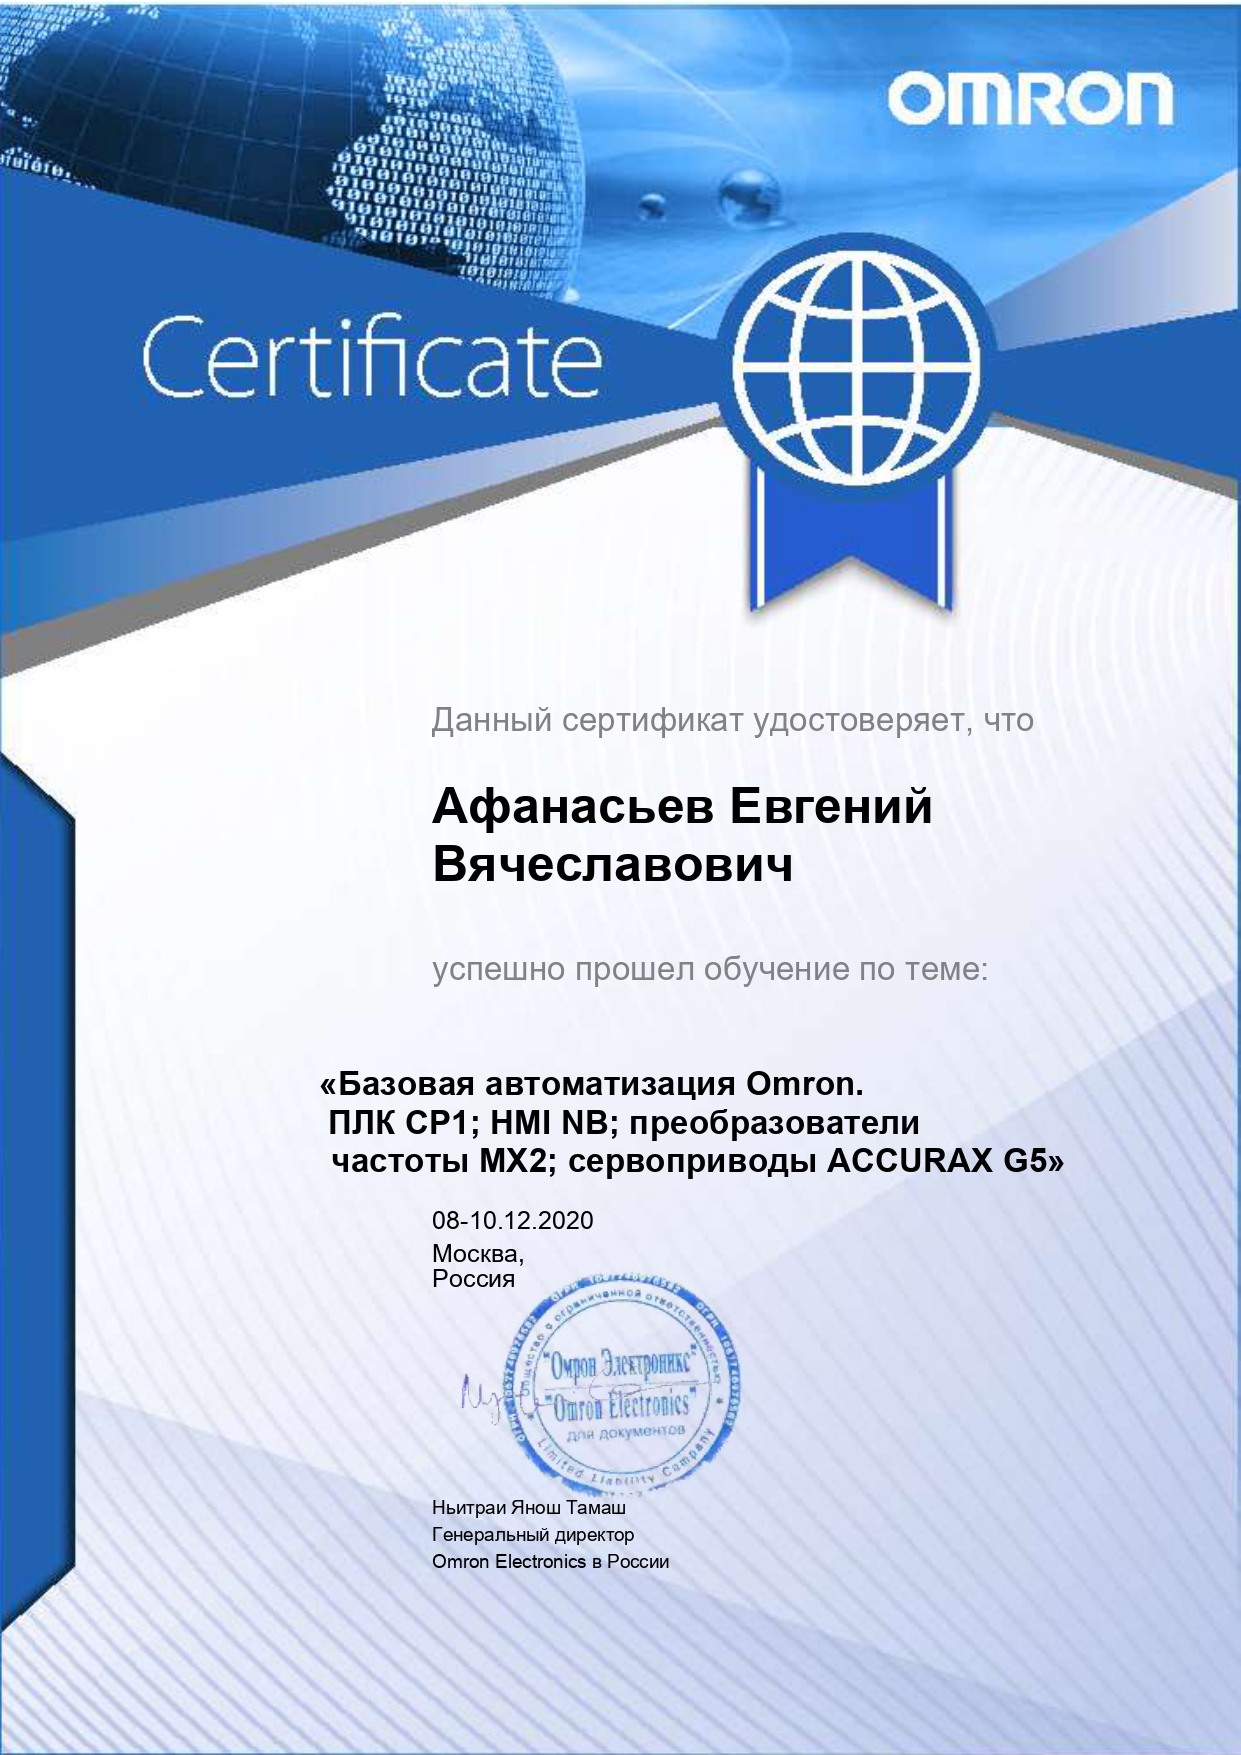 OMRON
Certificate
Данный сертификат удостоверяет, что
Афанасьев Евгений
Вячеславович
успешно прошел обучение по теме:
«Базовая автоматизация Omron.
ПЛК CP1; HMI NB; преобразователи
частоты MX2; сервоприводы ACCURAX G5»
08-10.12.2020
Москва,
Россия
Общество с ограниченной ответственностью
"Омрон Электроникс"
"Omron Electronics"
для документов
Limited Liability Company
Ньитраи Янош Тамаш
Генеральный директор
Omron Electronics в России